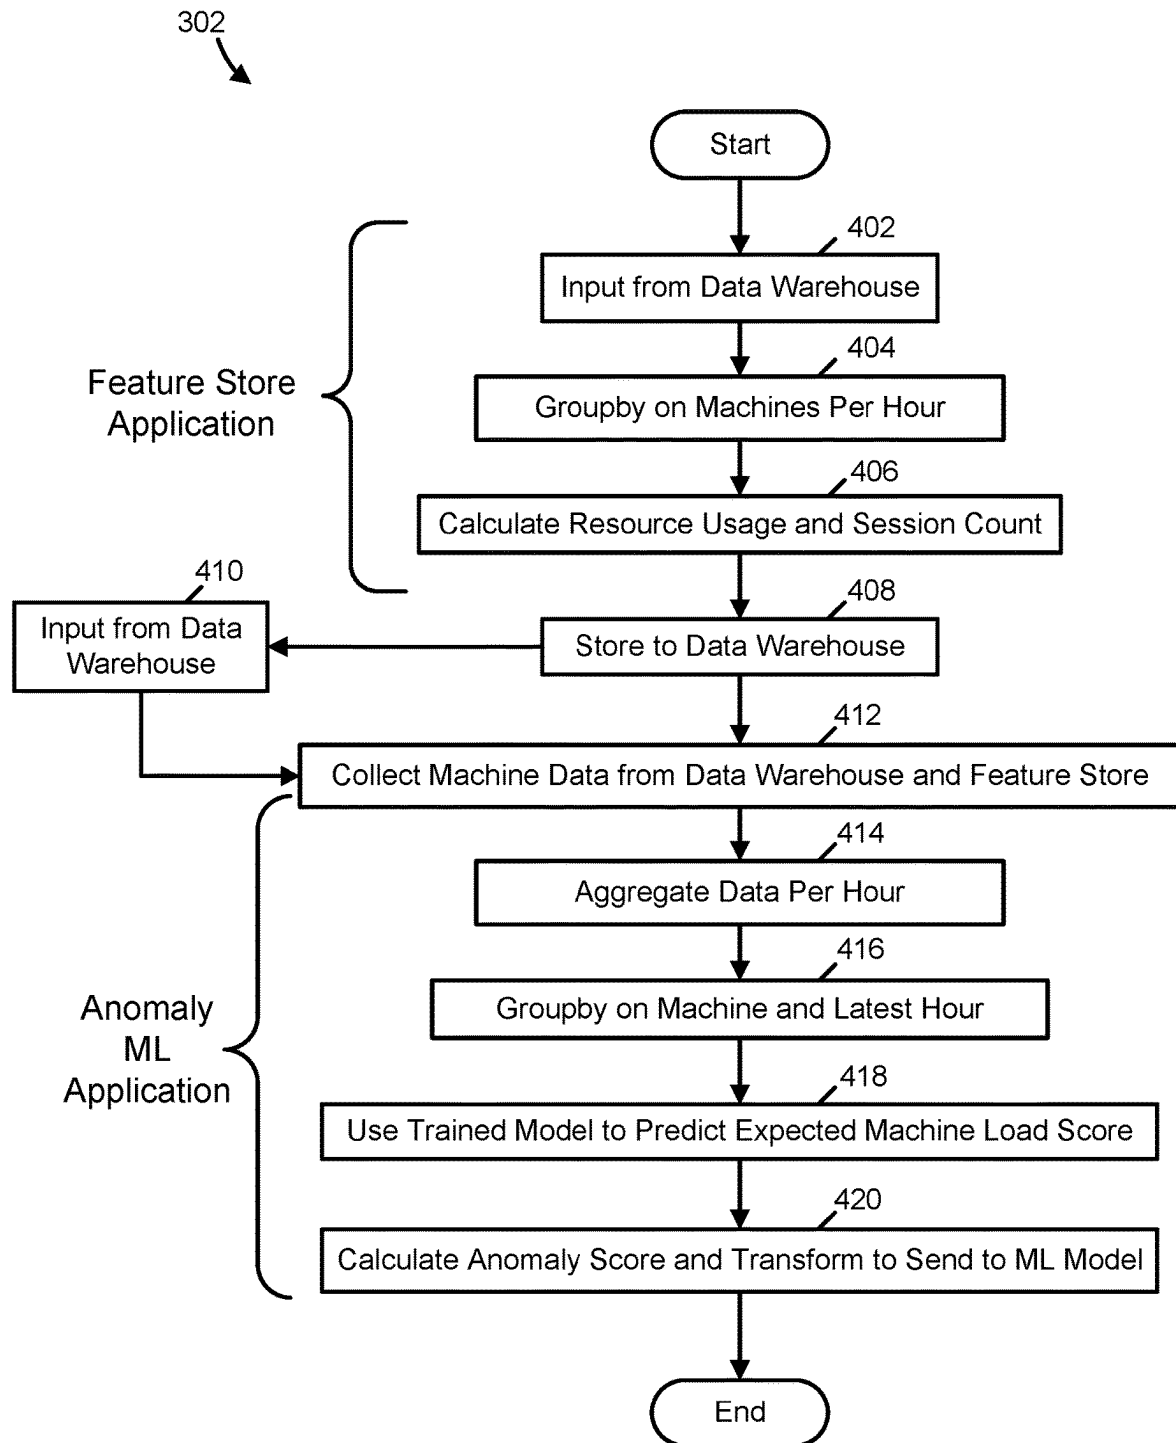 302
Start
402
Input from Data Warehouse
404
Groupby on Machines Per Hour
Feature Store
Application
406
Calculate Resource Usage and Session Count
410
Input from Data
Warehouse
408
Store to Data Warehouse
412
Collect Machine Data from Data Warehouse and Feature Store
414
Aggregate Data Per Hour
416
Groupby on Machine and Latest Hour
Anomaly
ML
Application
418
Use Trained Model to Predict Expected Machine Load Score
420
Calculate Anomaly Score and Transform to Send to ML Model
End